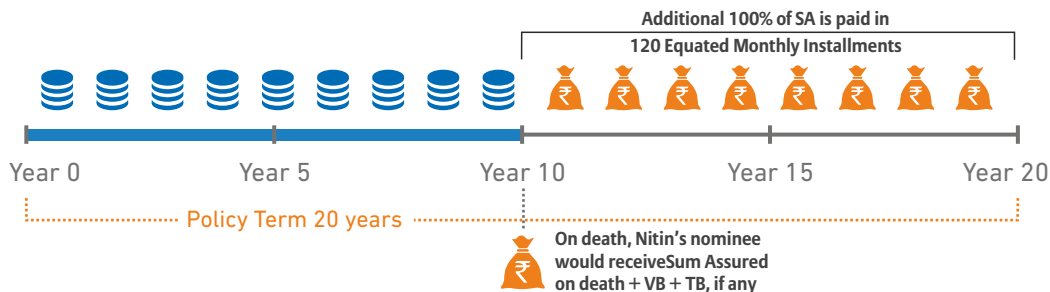 Additional 100% of SA is paid in
120 Equated Monthly Installments
₹ ₹ ₹ ₹ ₹ ₹ ₹ ₹
Year 0 Year 5 Year 10 Year 15 Year 20
Policy Term 20 years
On death, Nitin's nominee
would receiveSum Assured
₹
on death + VB + TB, if any